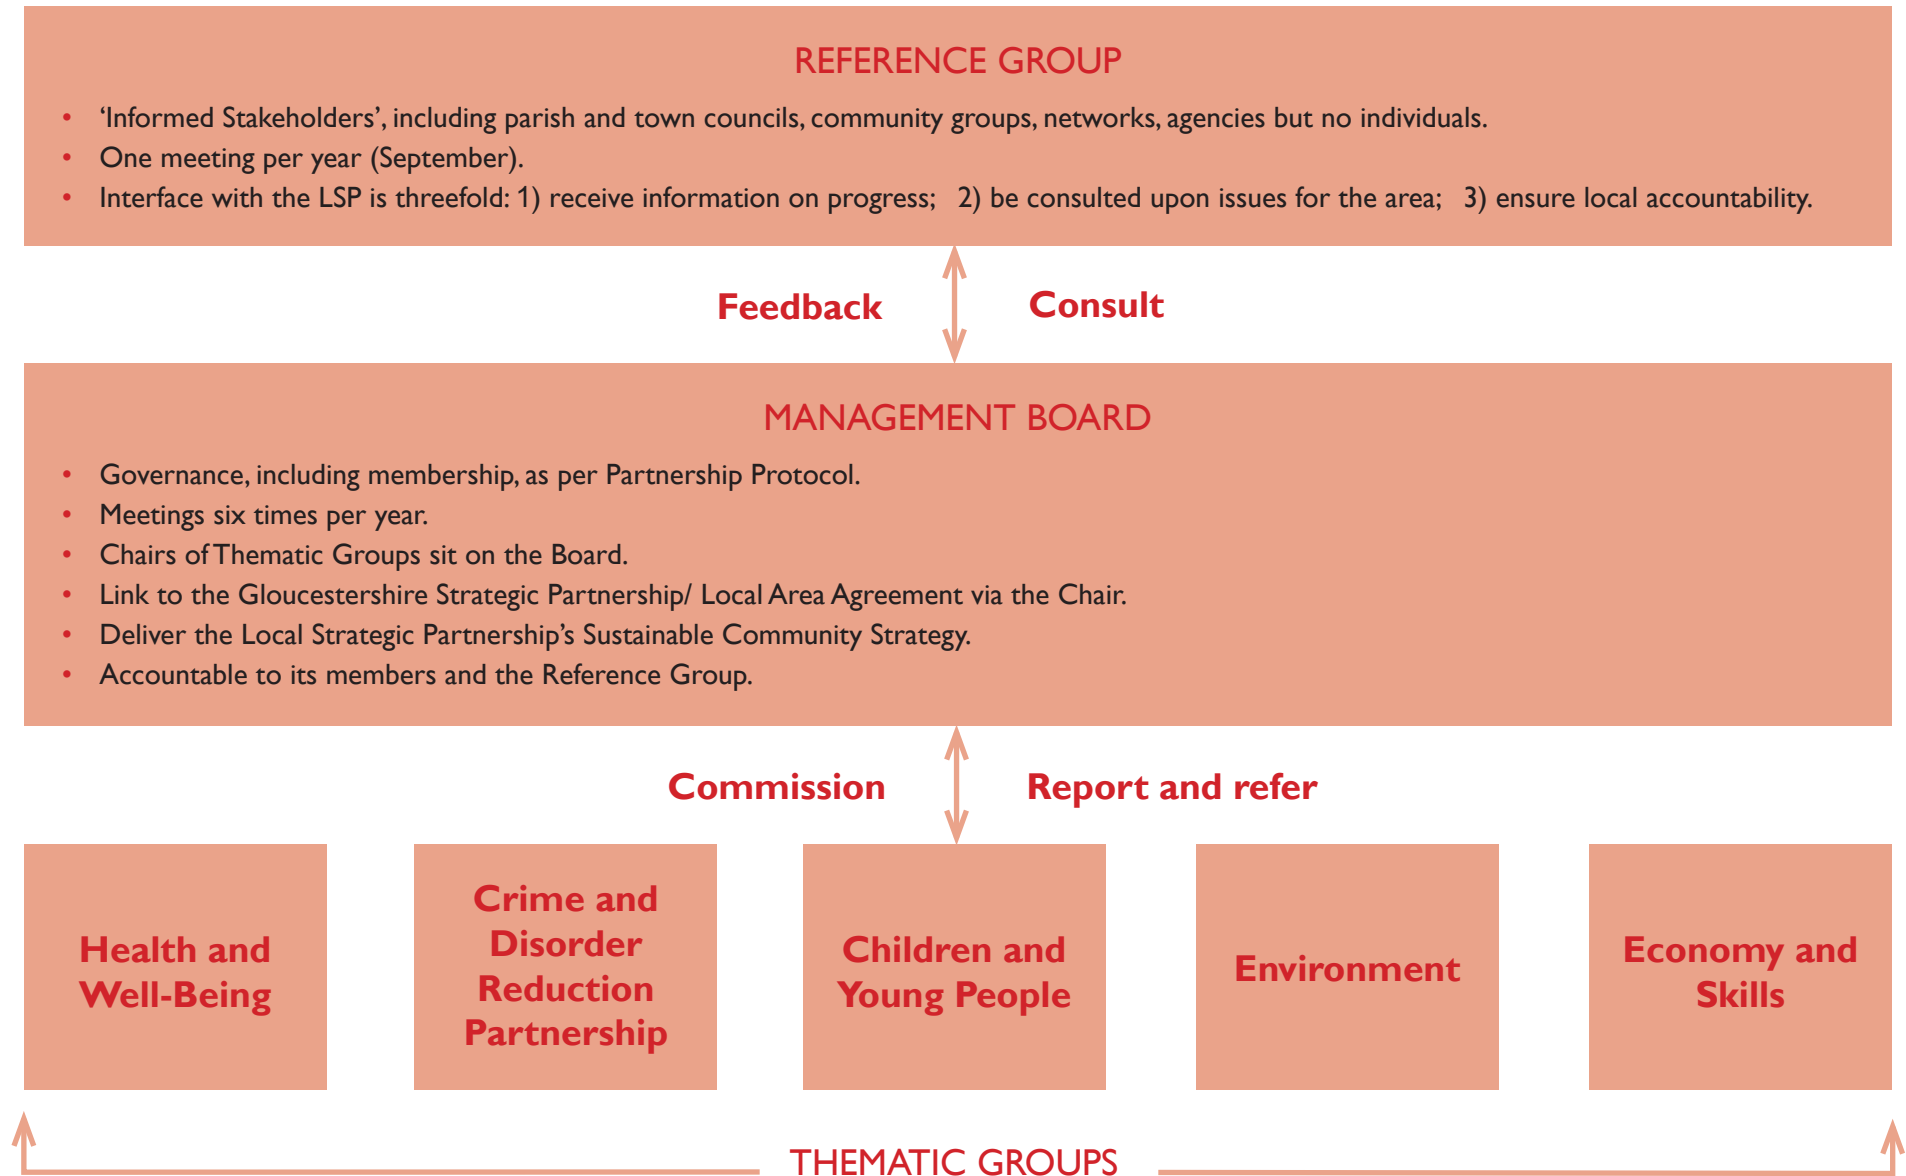 REFERENCE GROUP
• ‘Informed Stakeholders’, including parish and town councils, community groups, networks, agencies but no individuals.
• One meeting per year (September).
• Interface with the LSP is threefold: 1) receive information on progress; 2) be consulted upon issues for the area; 3) ensure local accountability.
Feedback Consult
MANAGEMENT BOARD
• Governance, including membership, as per Partnership Protocol.
• Meetings six times per year.
• Chairs of Thematic Groups sit on the Board.
• Link to the Gloucestershire Strategic Partnership/ Local Area Agreement via the Chair.
• Deliver the Local Strategic Partnership’s Sustainable Community Strategy.
• Accountable to its members and the Reference Group.
Commission Report and refer
Health and
Well-Being
Crime and
Disorder
Reduction
Partnership
Children and
Young People
Environment
Economy and
Skills
THEMATIC GROUPS